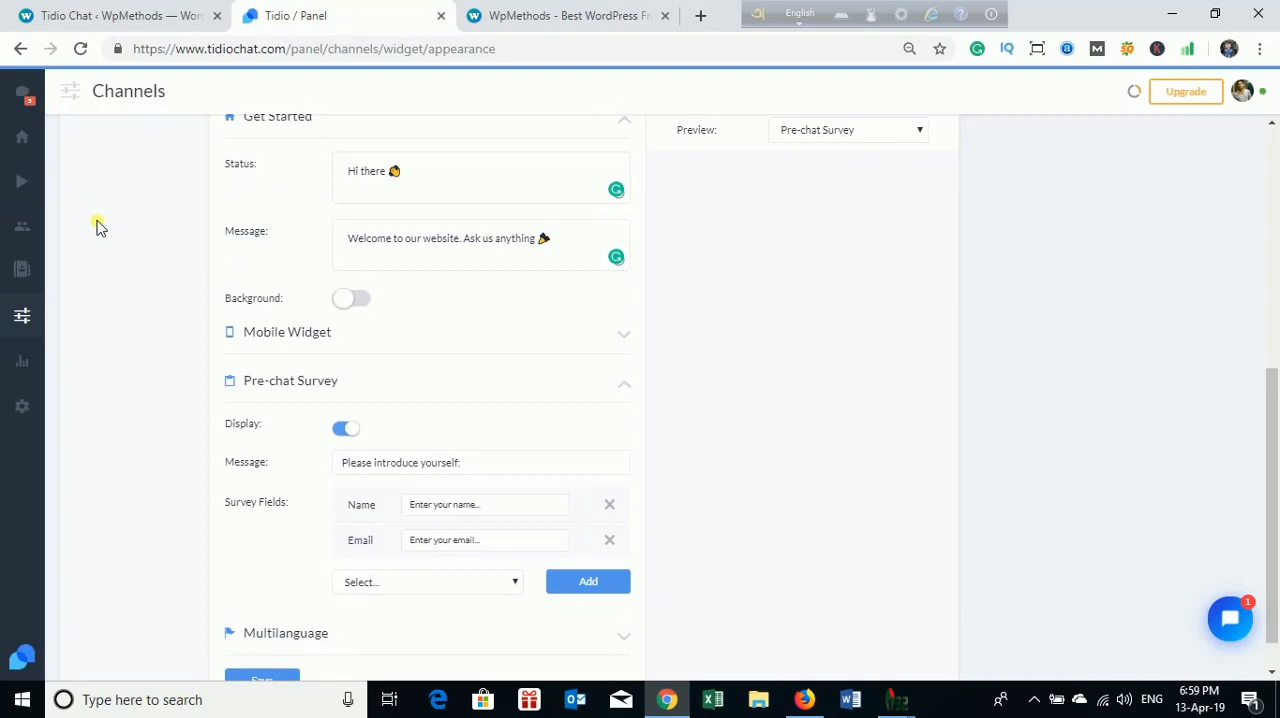 Tidio Chat - WpMethods — Wor
Tidio / Panel
WpMethods - Best WordPress Fr
English
https://www.tidiochat.com/panel/channels/widget/appearance
Channels
Upgrade
Get Started
Preview:
Pre-chat Survey
Status:
Hi there
Message:
Welcome to our website. Ask us anything
Background:
Mobile Widget
Pre-chat Survey
Display:
Message:
Please introduce yourself:
Survey Fields:
Name
Enter your name...
Email
Enter your email...
Select...
Add
Multilanguage
1
Type here to search
ENG
6:59 PM
13-Apr-19
1